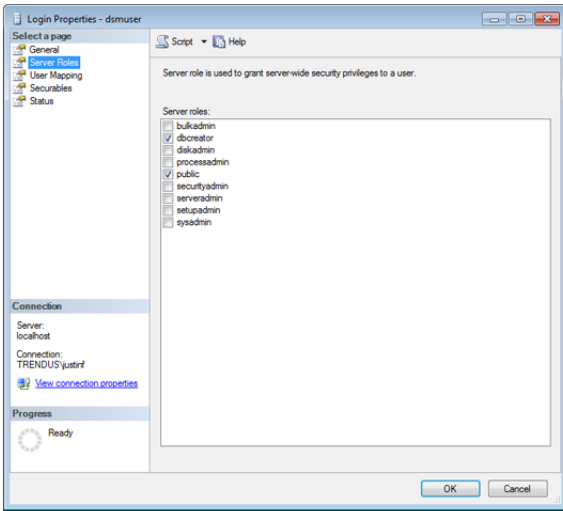 Login Properties - dsmuser
Select a page
General
Server Roles
User Mapping
Securables
Status
Script
Help
Server role is used to grant server-wide security privileges to a user.
Server roles:
bulkadmin
dbcreator
diskadmin
processadmin
public
securityadmin
serveradmin
setupadmin
sysadmin
Connection
Server:
localhost
Connection:
TRENDUS\justinf
View connection properties
Progress
Ready
OK
Cancel